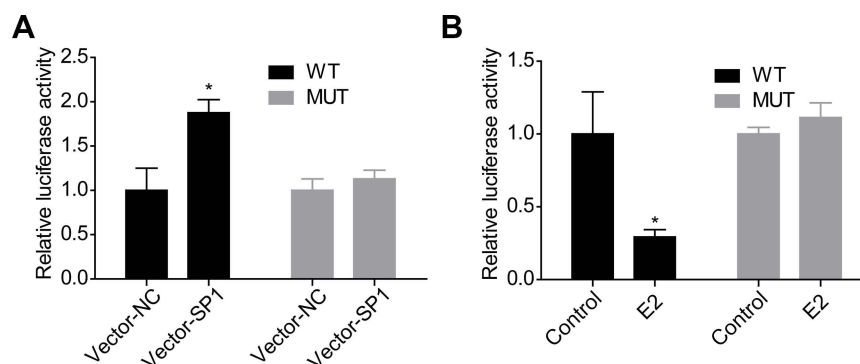 A
Relative luciferase activity
2.5
2.0
1.5
1.0
0.5
0.0
*
WT
MUT
Vector-NC
Vector-SP1
Vector-NC
Vector-SP1
B
Relative luciferase activity
1.5
1.0
0.5
0.0
*
WT
MUT
Control
E2
Control
E2